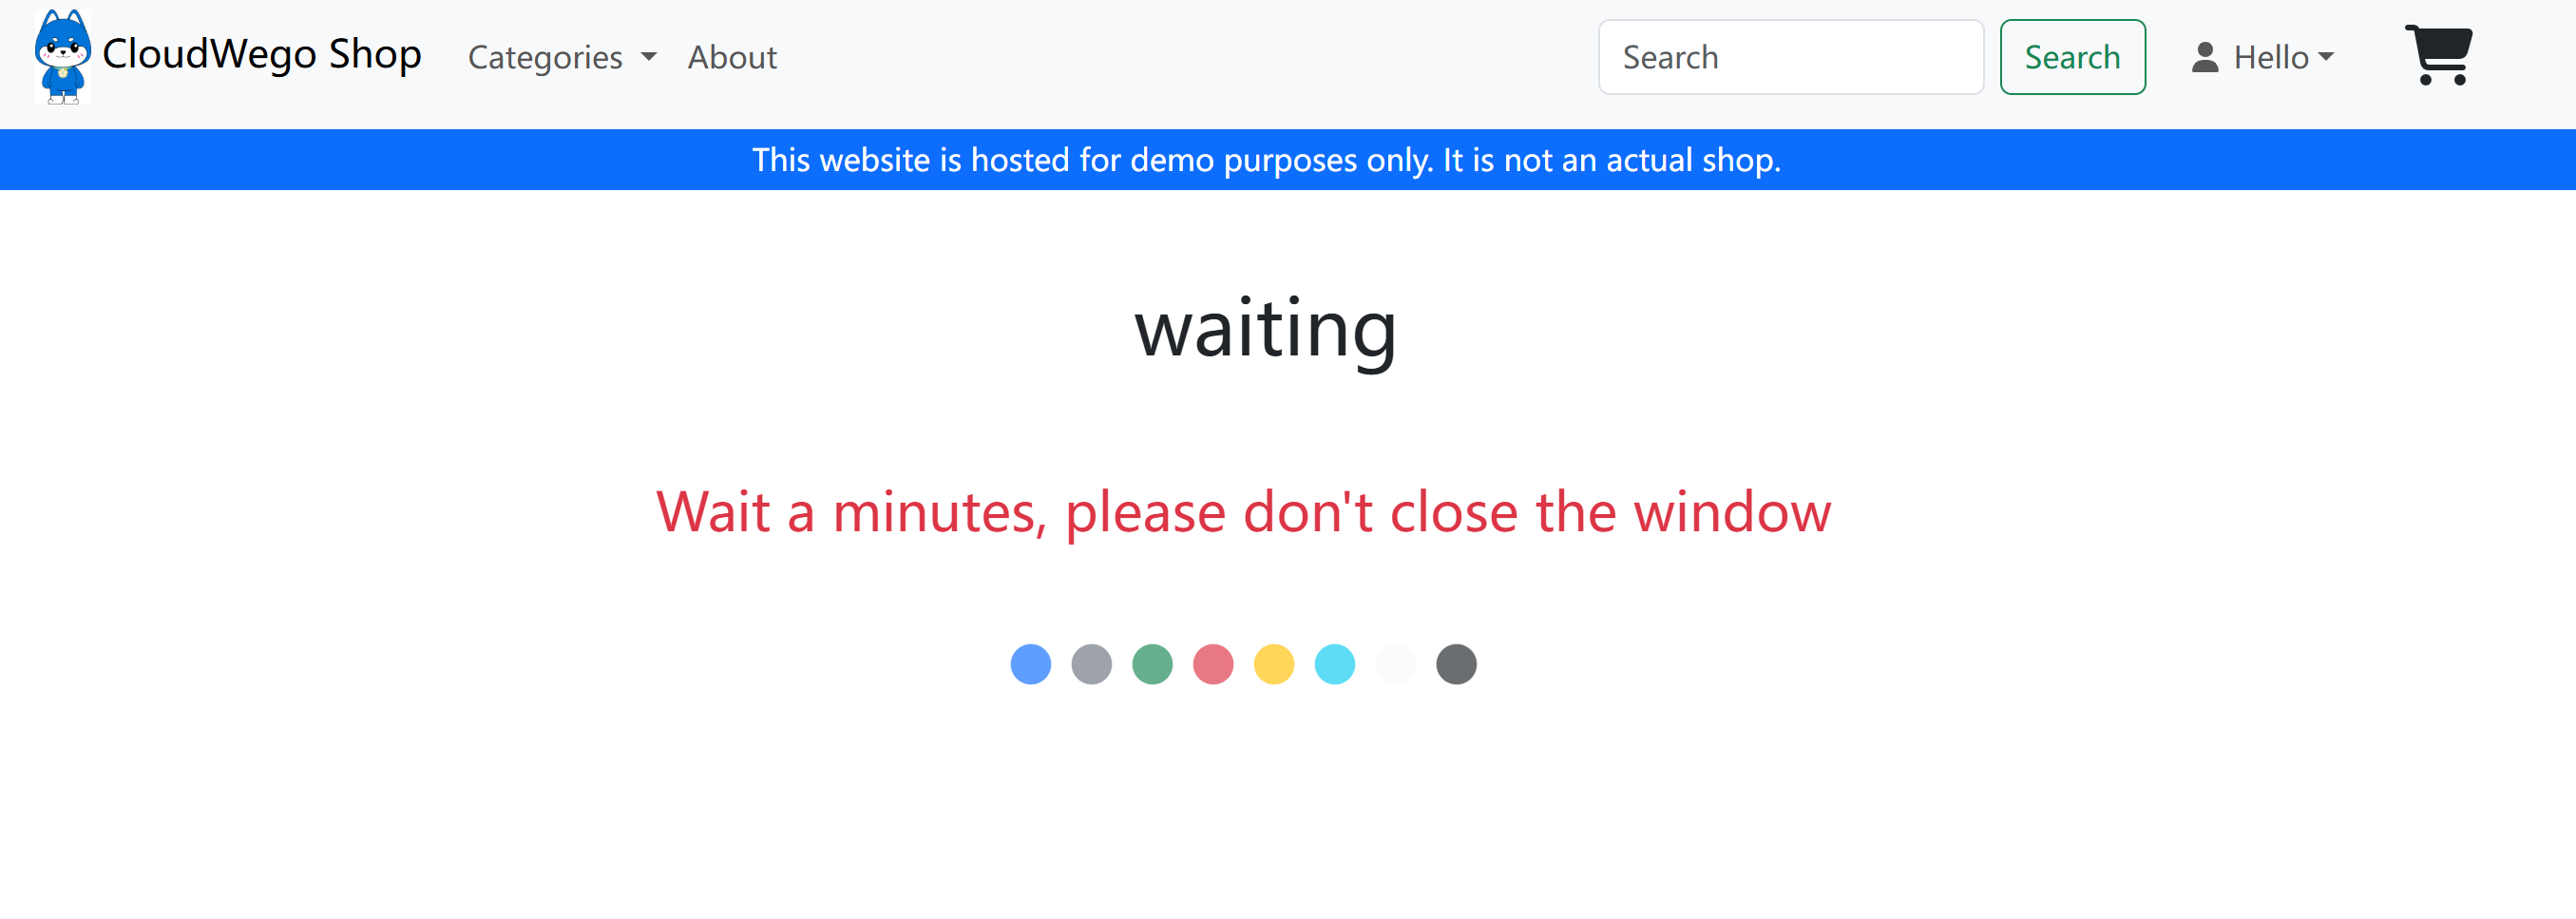 CloudWego Shop Categories About Search Search Hello
This website is hosted for demo purposes only. It is not an actual shop.
waiting
Wait a minutes, please don't close the window